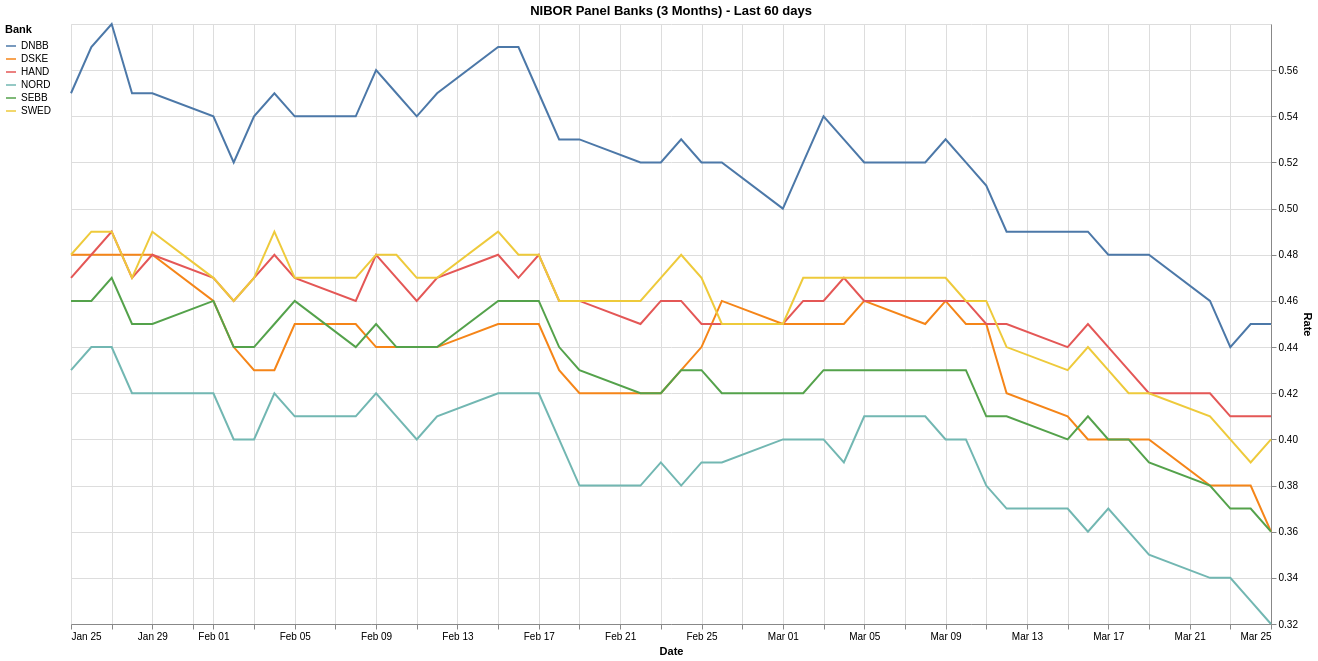 NIBOR Panel Banks (3 Months) - Last 60 days
Bank
DNBB
DSKE
HAND
NORD
SEBB
SWED
0.56
0.54
0.52
0.50
0.48
0.46
0.44
0.42
0.40
0.38
0.36
0.34
0.32
Rate
Jan 25 Jan 29 Feb 01 Feb 05 Feb 09 Feb 13 Feb 17 Feb 21 Feb 25 Mar 01 Mar 05 Mar 09 Mar 13 Mar 17 Mar 21 Mar 25
Date